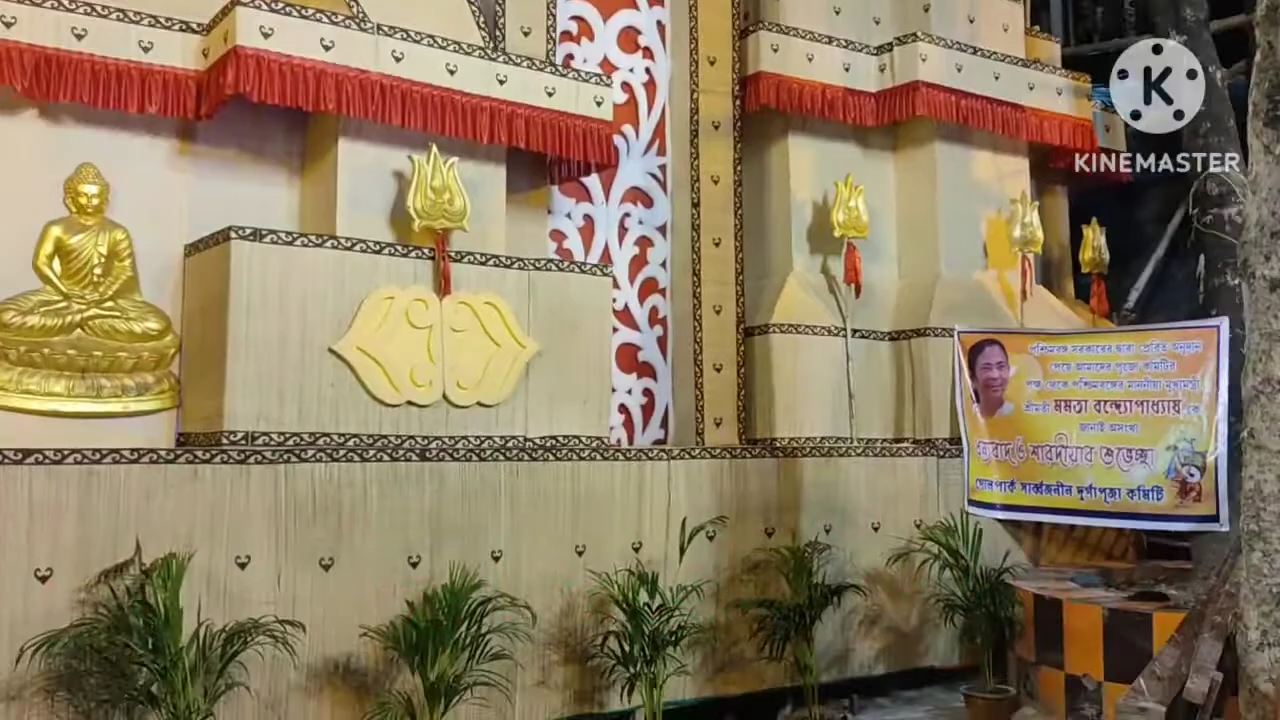 KINEMASTER
পশ্চিমবঙ্গ সরকারের দ্বারা প্রেরিত অনুদান
পেয়ে আমাদের পুজো কমিটির
পক্ষ থেকে পশ্চিমবঙ্গের মাননীয়া মুখ্যমন্ত্রী
শ্রীমতী মমতা বন্দ্যোপাধ্যায় কে
জানাই অসংখ্য
ধন্যবাদ ও শারদীয়ার শুভেচ্ছা
গোলপার্ক সার্ব্বজনীন দুর্গাপূজা কমিটি